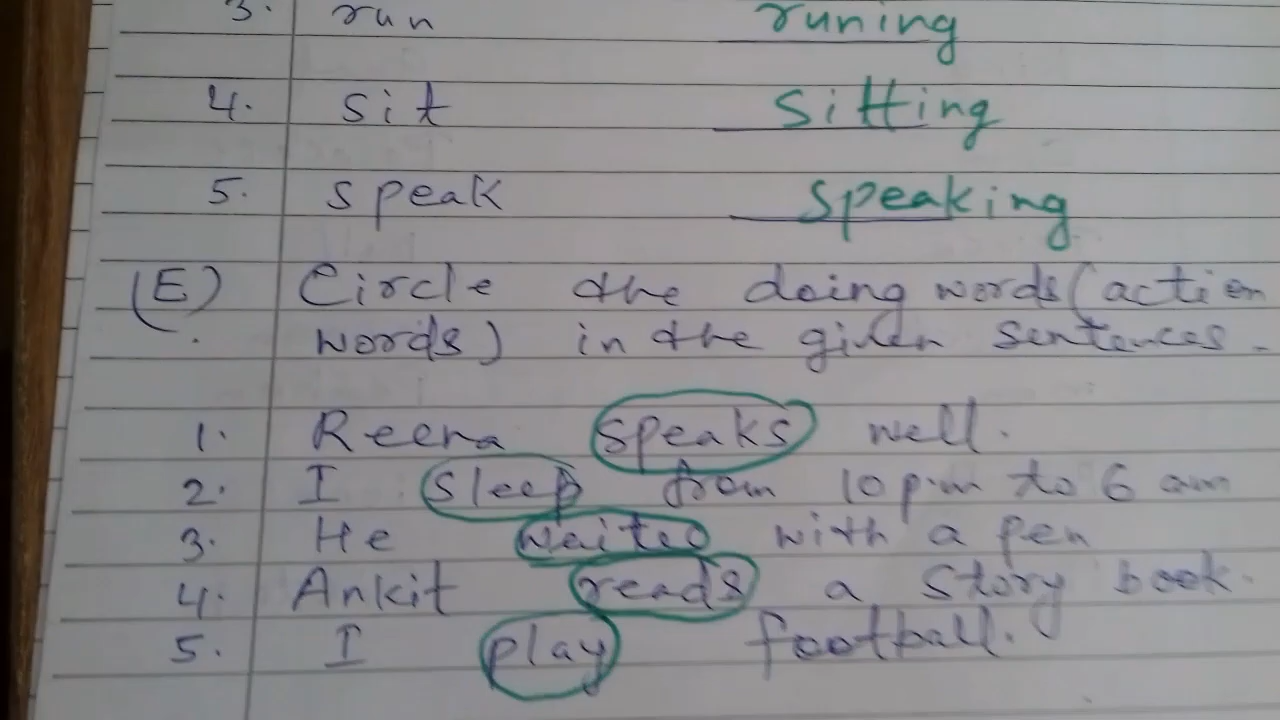 3. run runing
4. sit sitting
5. speak speaking
(E) Circle the doing words (action
words) in the given sentences.
1. Reena speaks well.
2. I sleep from 10 p.m to 6 am
3. He waites with a pen
4. Ankit reads a story book.
5. I play football.